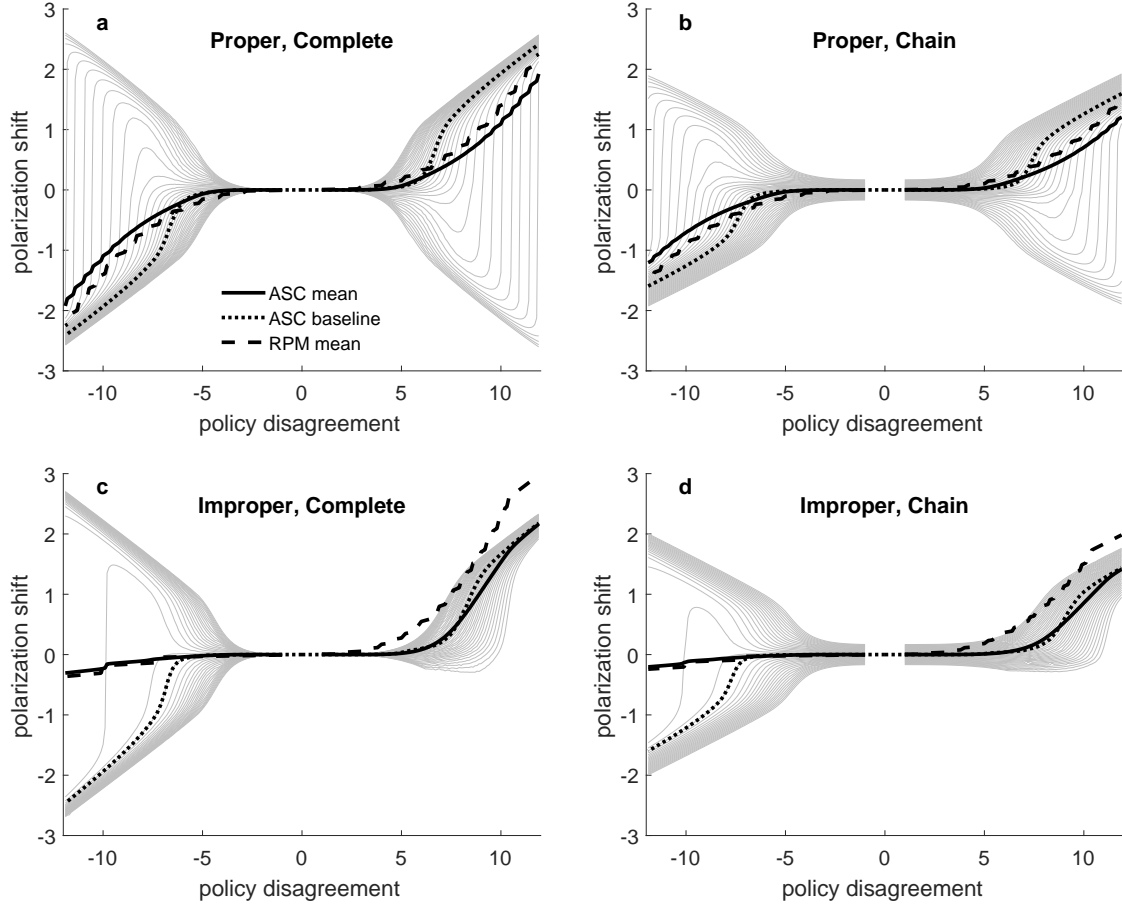 a
Proper, Complete
3
2
1
0
-1
-2
-3
polarization shift
-10
-5
0
5
10
policy disagreement
ASC mean
ASC baseline
RPM mean
b
Proper, Chain
3
2
1
0
-1
-2
-3
polarization shift
-10
-5
0
5
10
policy disagreement
c
Improper, Complete
3
2
1
0
-1
-2
-3
polarization shift
-10
-5
0
5
10
policy disagreement
d
Improper, Chain
3
2
1
0
-1
-2
-3
polarization shift
-10
-5
0
5
10
policy disagreement